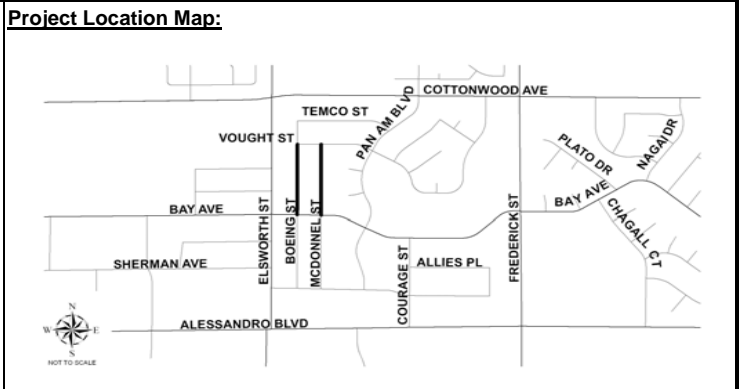 Project Location Map:
COTTONWOOD AVE
TEMCO ST
PAN AM BLVD
VOUGHT ST
PLATO DR
NAGAI DR
BAY AVE
BAY AVE
ELSWORTH ST
BOEING ST
MCDONNEL ST
FREDERICK ST
CHAGALL CT
SHERMAN AVE
COURAGE ST
ALLIES PL
ALESSANDRO BLVD
N
W E
S
NOT TO SCALE